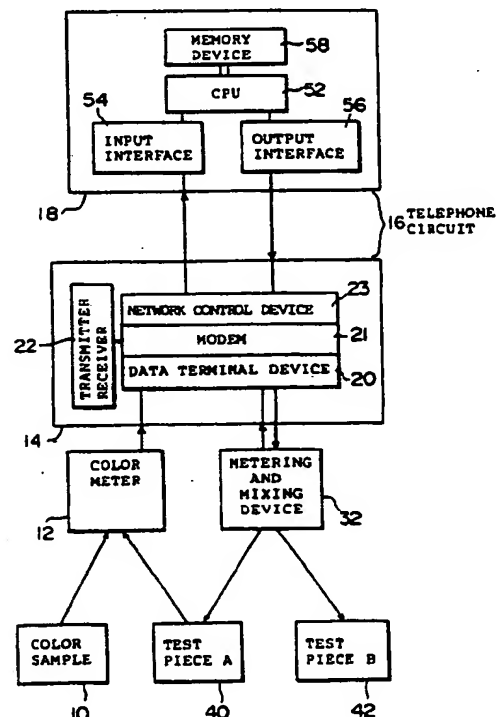 MEMORY
DEVICE
58
CPU
52
54
56
INPUT
INTERFACE
OUTPUT
INTERFACE
18
16 TELEPHONE
CIRCUIT
22
TRANSMITTER
RECEIVER
NETWORK CONTROL DEVICE
23
MODEM
21
DATA TERMINAL DEVICE
20
14
COLOR
METER
12
METERING
AND
MIXING
DEVICE
32
COLOR
SAMPLE
10
TEST
PIECE A
40
TEST
PIECE B
42